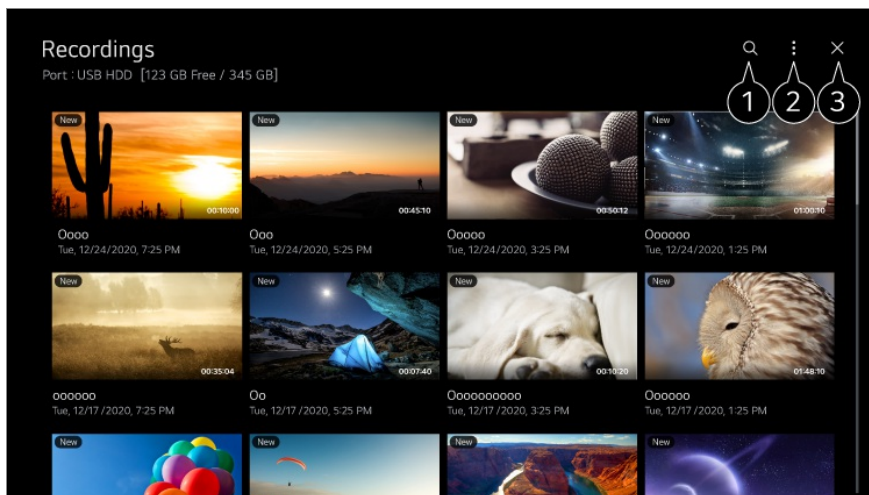 Recordings
Port : USB HDD [123 GB Free / 345 GB]
1 2 3
New New New New
00:10:00 00:45:10 00:50:12 01:00:10
Oooo Ooo Ooooo Oooooo
Tue, 12/24/2020, 7:25 PM Tue, 12/24/2020, 5:25 PM Tue, 12/24/2020, 3:25 PM Tue, 12/24/2020, 1:25 PM
New New New New
00:35:04 00:07:40 00:10:20 01:48:10
oooooo Oo Oooooooooo Oooooo
Tue, 12/17/2020, 7:25 PM Tue, 12/17/2020, 5:25 PM Tue, 12/17/2020, 3:25 PM Tue, 12/17/2020, 1:25 PM
New New New New